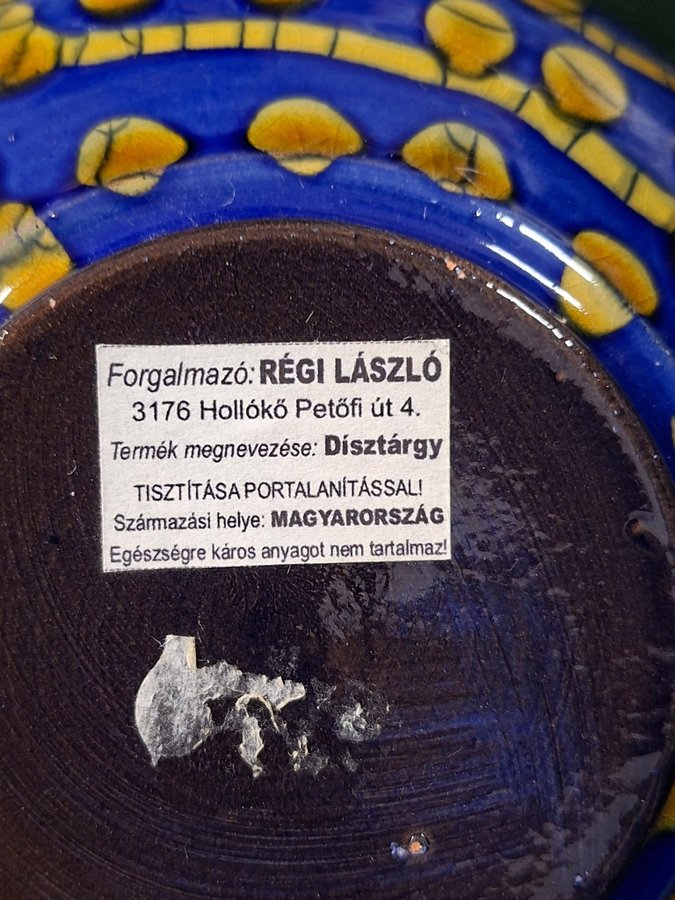 Forgalmazó: RÉGI LÁSZLÓ
3176 Hollókő Petőfi út 4.
Termék megnevezése: Dísztárgy
TISZTÍTÁSA PORTALANÍTÁSSAL!
Származási helye: MAGYARORSZÁG
Egészségre káros anyagot nem tartalmaz!